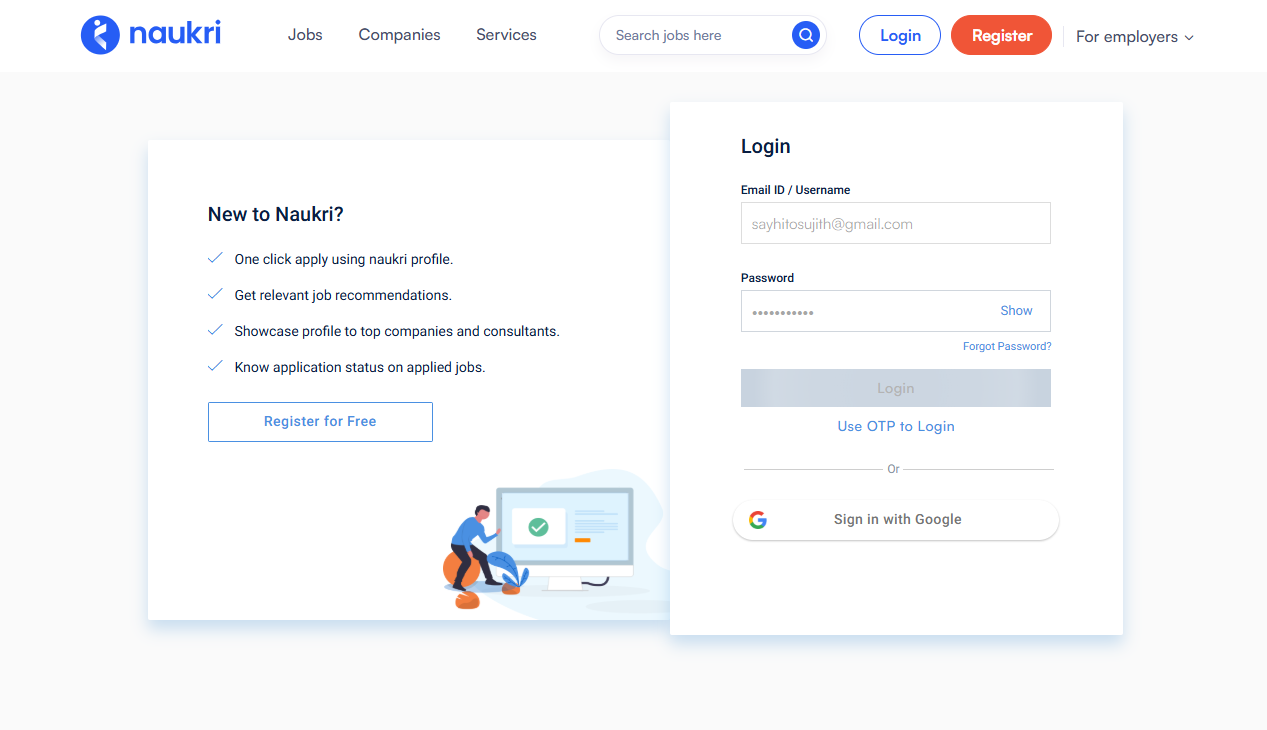 naukri
Jobs
Companies
Services
Search jobs here
Login
Register
For employers
New to Naukri?
One click apply using naukri profile.
Get relevant job recommendations.
Showcase profile to top companies and consultants.
Know application status on applied jobs.
Register for Free
Login
Email ID / Username
sayhitosujith@gmail.com
Password
•••••••••••
Show
Forgot Password?
Login
Use OTP to Login
Or
Sign in with Google